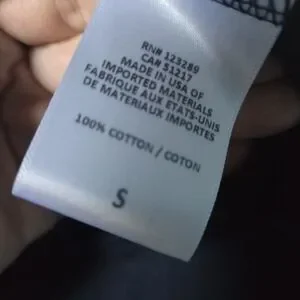 RN# 123289
CA# 51217
MADE IN USA OF
IMPORTED MATERIALS
FABRIQUE AUX ETATS-UNIS
DE MATERIAUX IMPORTES
100% COTTON / COTON
S